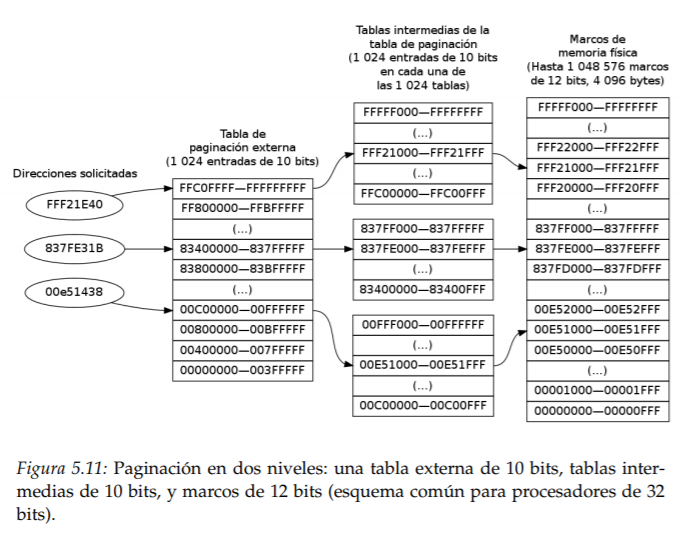 Direcciones solicitadas
FFF21E40
837FE31B
00e51438
Tabla de
paginación externa
(1 024 entradas de 10 bits)
FFC0FFFF—FFFFFFFFF
FF800000—FFBFFFFF
(...)
83400000—837FFFFF
83800000—83BFFFFF
(...)
00C00000—00FFFFFF
00800000—00BFFFFF
00400000—007FFFFF
00000000—003FFFFF
Tablas intermedias de la
tabla de paginación
(1 024 entradas de 10 bits
en cada una de
las 1 024 tablas)
FFFFF000—FFFFFFFF
(...)
FFF21000—FFF21FFF
(...)
FFC00000—FFC00FFF
837FF000—837FFFFF
837FE000—837FEFFF
(...)
83400000—83400FFF
00FFF000—00FFFFFF
(...)
00E51000—00E51FFF
(...)
00C00000—00C00FFF
Marcos de
memoria física
(Hasta 1 048 576 marcos
de 12 bits, 4 096 bytes)
FFFFF000—FFFFFFFF
(...)
FFF22000—FFF22FFF
FFF21000—FFF21FFF
FFF20000—FFF20FFF
(...)
837FF000—837FFFFF
837FE000—837FEFFF
837FD000—837FDFFF
(...)
00E52000—00E52FFF
00E51000—00E51FFF
00E50000—00E50FFF
(...)
00001000—00001FFF
00000000—00000FFF
Figura 5.11: Paginación en dos niveles: una tabla externa de 10 bits, tablas inter-
medias de 10 bits, y marcos de 12 bits (esquema común para procesadores de 32
bits).